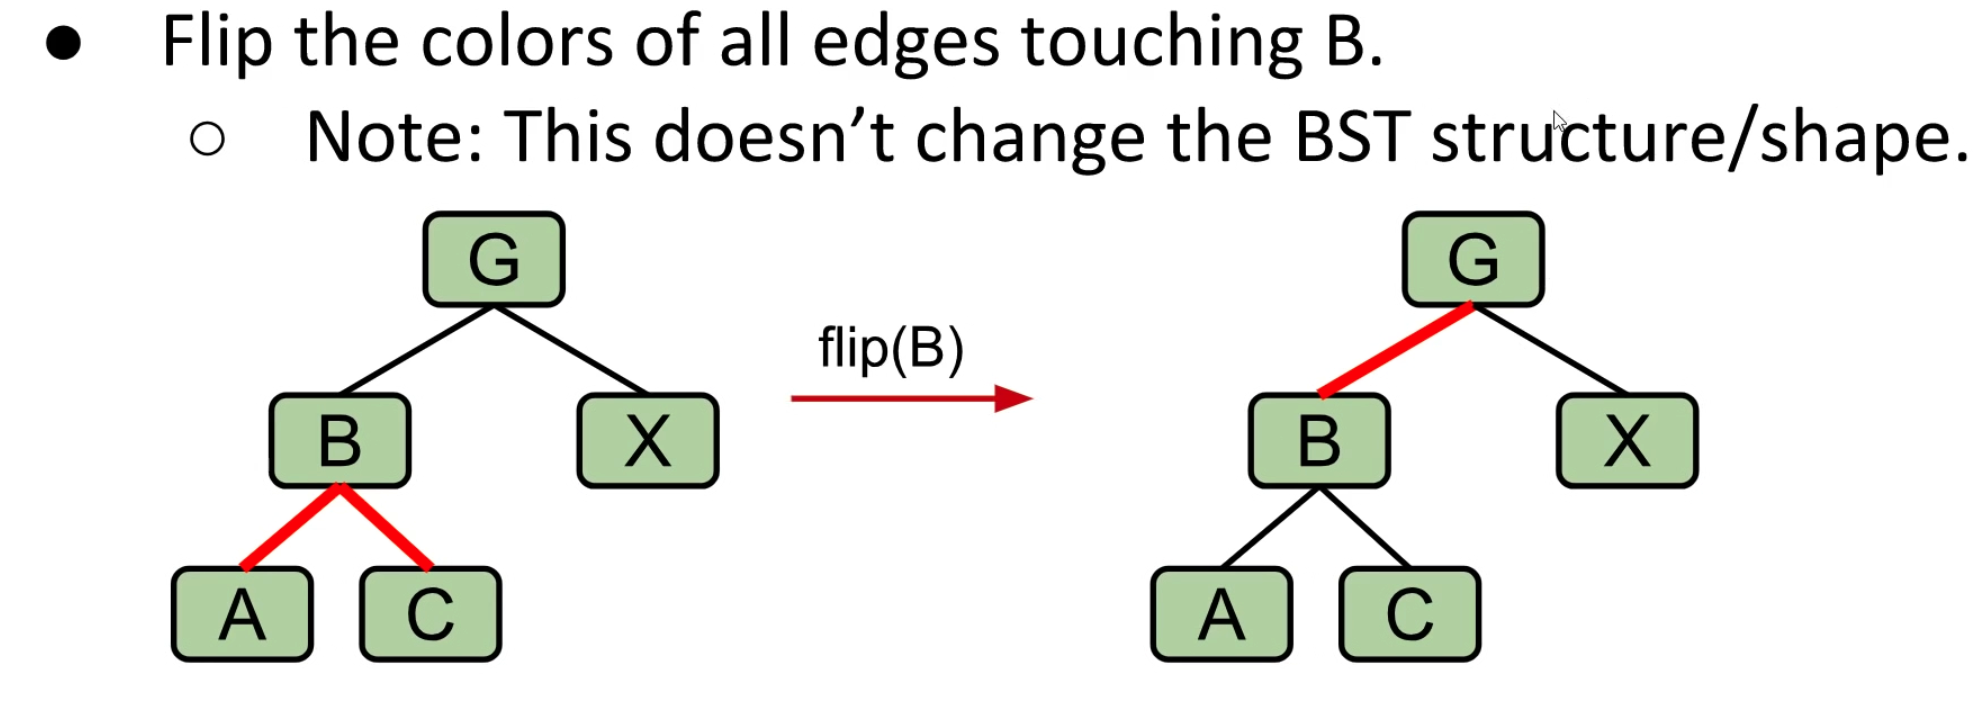 ● Flip the colors of all edges touching B.
○ Note: This doesn’t change the BST structure/shape.
G
G
flip(B)
B
X
B
X
A
C
A
C